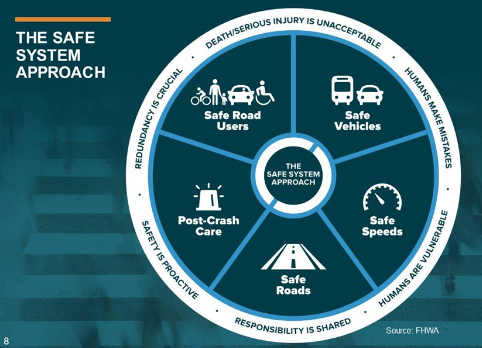 THE SAFE
SYSTEM
APPROACH
DEATH/SERIOUS INJURY IS UNACCEPTABLE
HUMANS MAKE MISTAKES
HUMANS ARE VULNERABLE
RESPONSIBILITY IS SHARED
SAFETY IS PROACTIVE
REDUNDANCY IS CRUCIAL
Safe Road
Users
Safe
Vehicles
THE
SAFE SYSTEM
APPROACH
Post-Crash
Care
Safe
Speeds
Safe
Roads
Source: FHWA
8